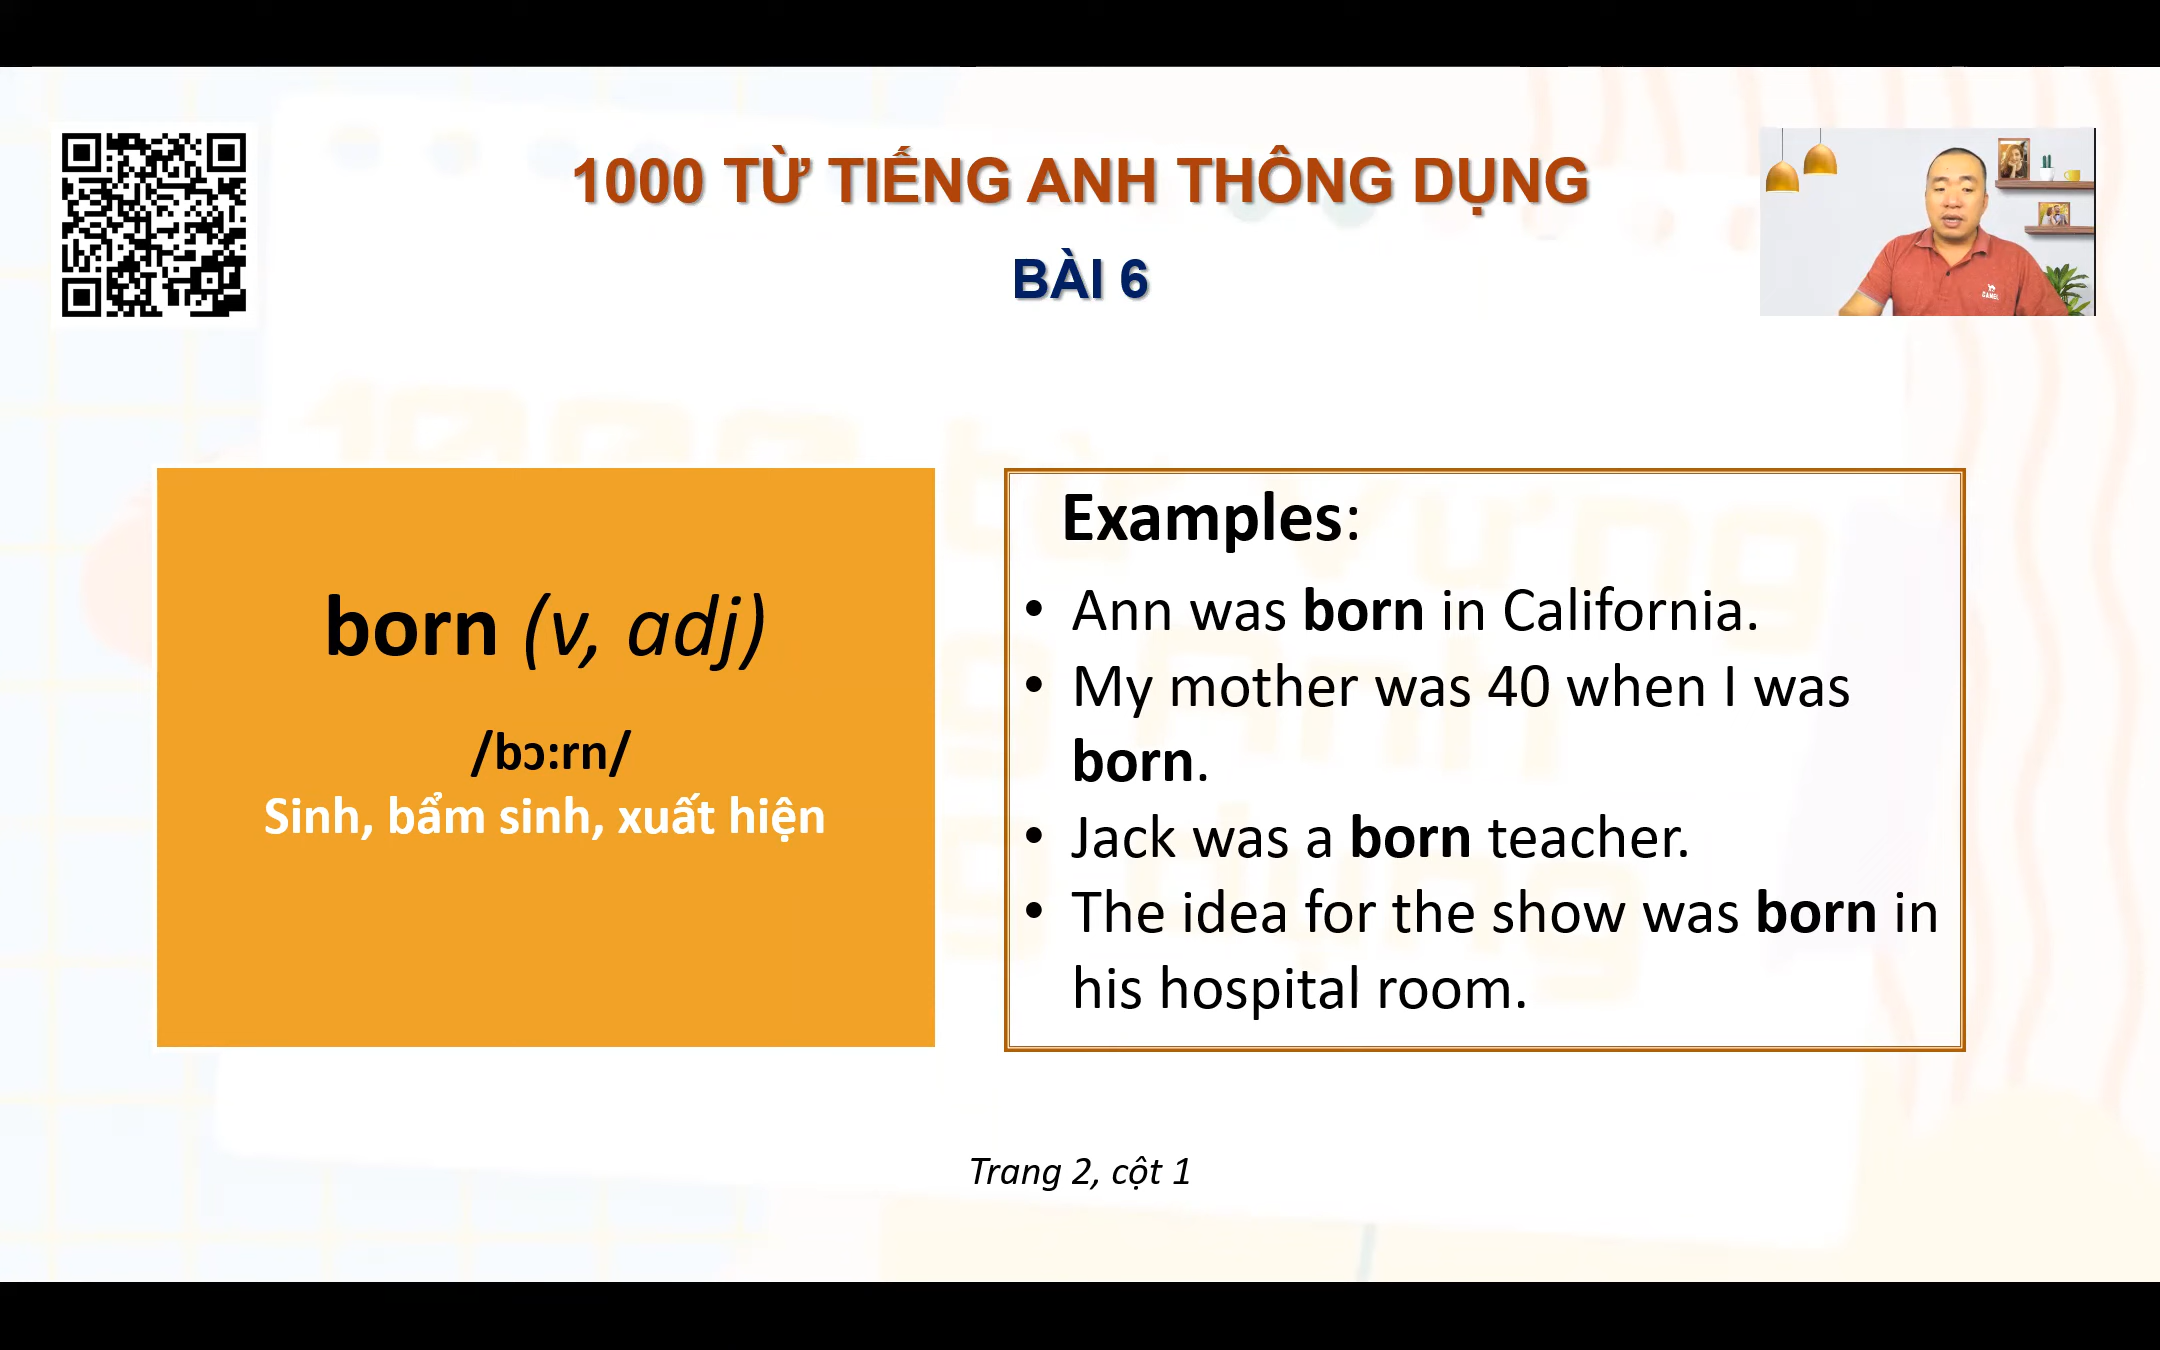 1000 TỪ TIẾNG ANH THÔNG DỤNG
BÀI 6
born (v, adj)
/bɔ:rn/
Sinh, bẩm sinh, xuất hiện
Examples:
• Ann was born in California.
• My mother was 40 when I was
born.
• Jack was a born teacher.
• The idea for the show was born in
his hospital room.
Trang 2, cột 1
CAMEL